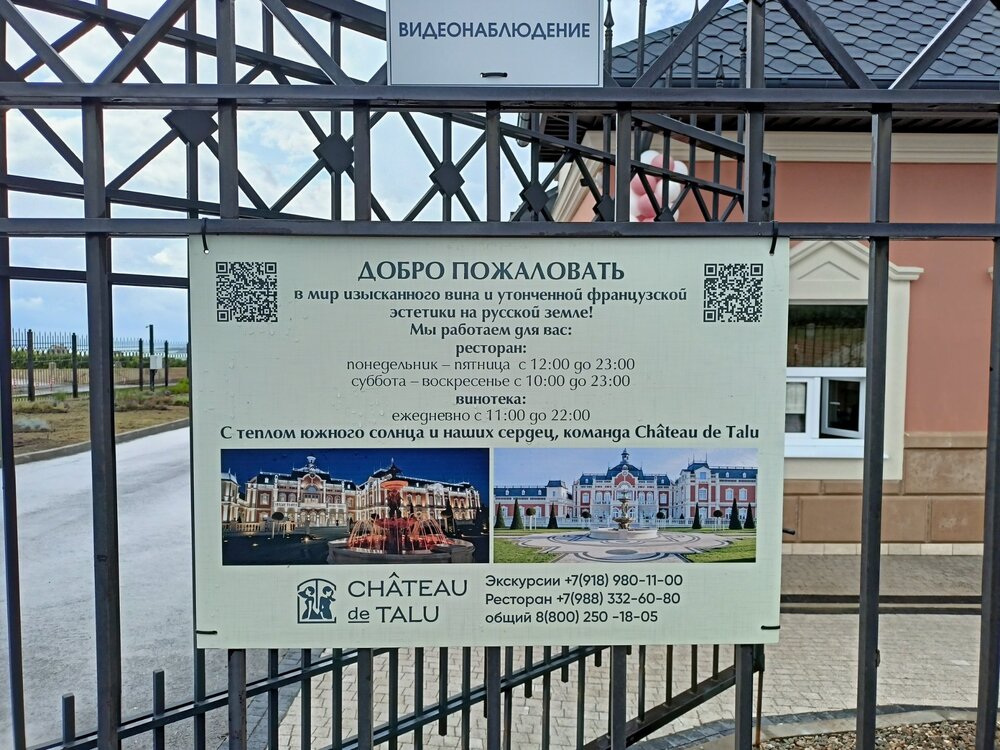 ВИДЕОНАБЛЮДЕНИЕ
ДОБРО ПОЖАЛОВАТЬ
в мир изысканного вина и утонченной французской
эстетики на русской земле!
Мы работаем для вас:
ресторан:
понедельник – пятница с 12:00 до 23:00
суббота – воскресенье с 10:00 до 23:00
винотека:
ежедневно с 11:00 до 22:00
С теплом южного солнца и наших сердец, команда Château de Talu
CHÂTEAU
de TALU
Экскурсии +7(918) 980-11-00
Ресторан +7(988) 332-60-80
общий 8(800) 250 -18-05